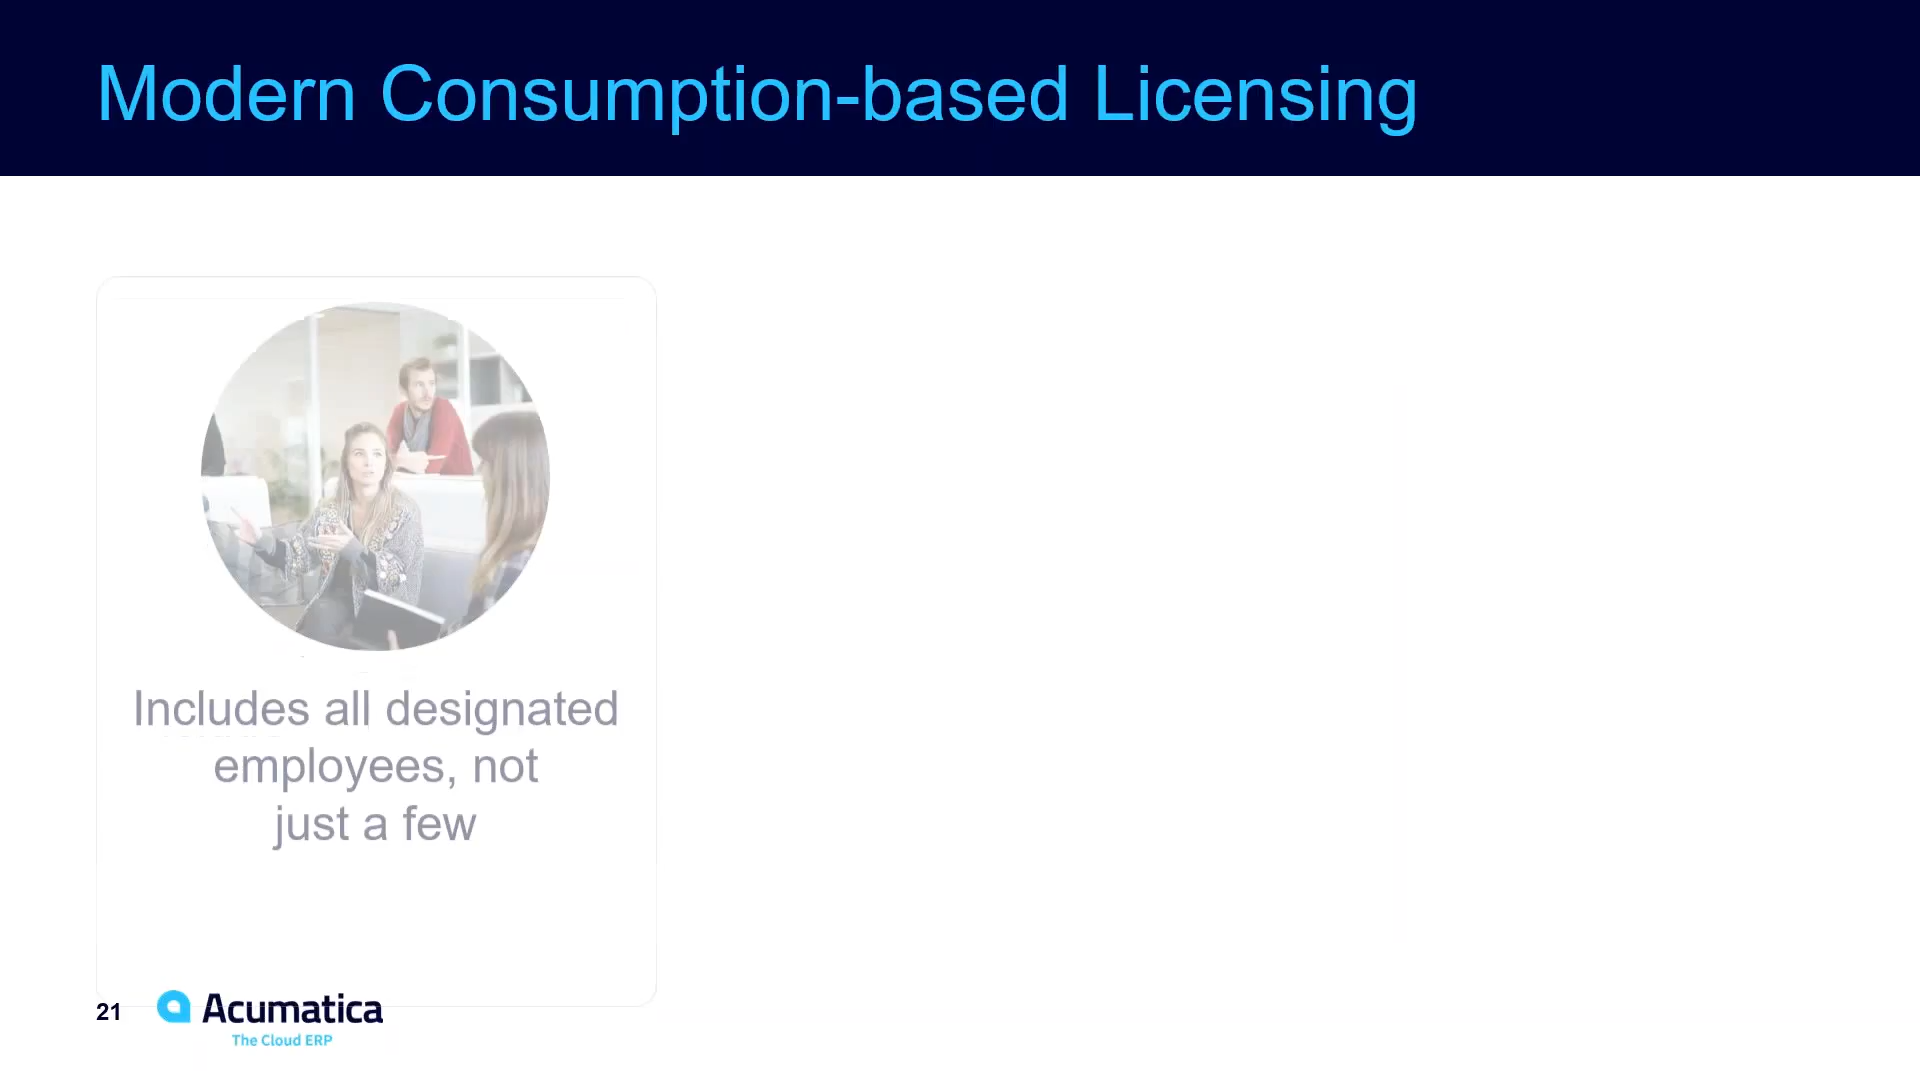 Modern Consumption-based Licensing
Includes all designated
employees, not
just a few
21
Acumatica
The Cloud ERP